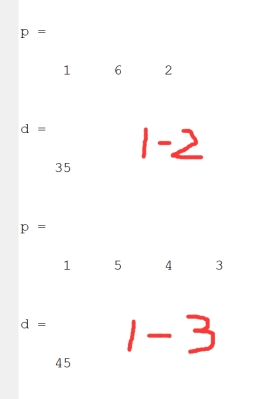 p =
1 6 2
d =
1-2
35
p =
1 5 4 3
d =
1-3
45